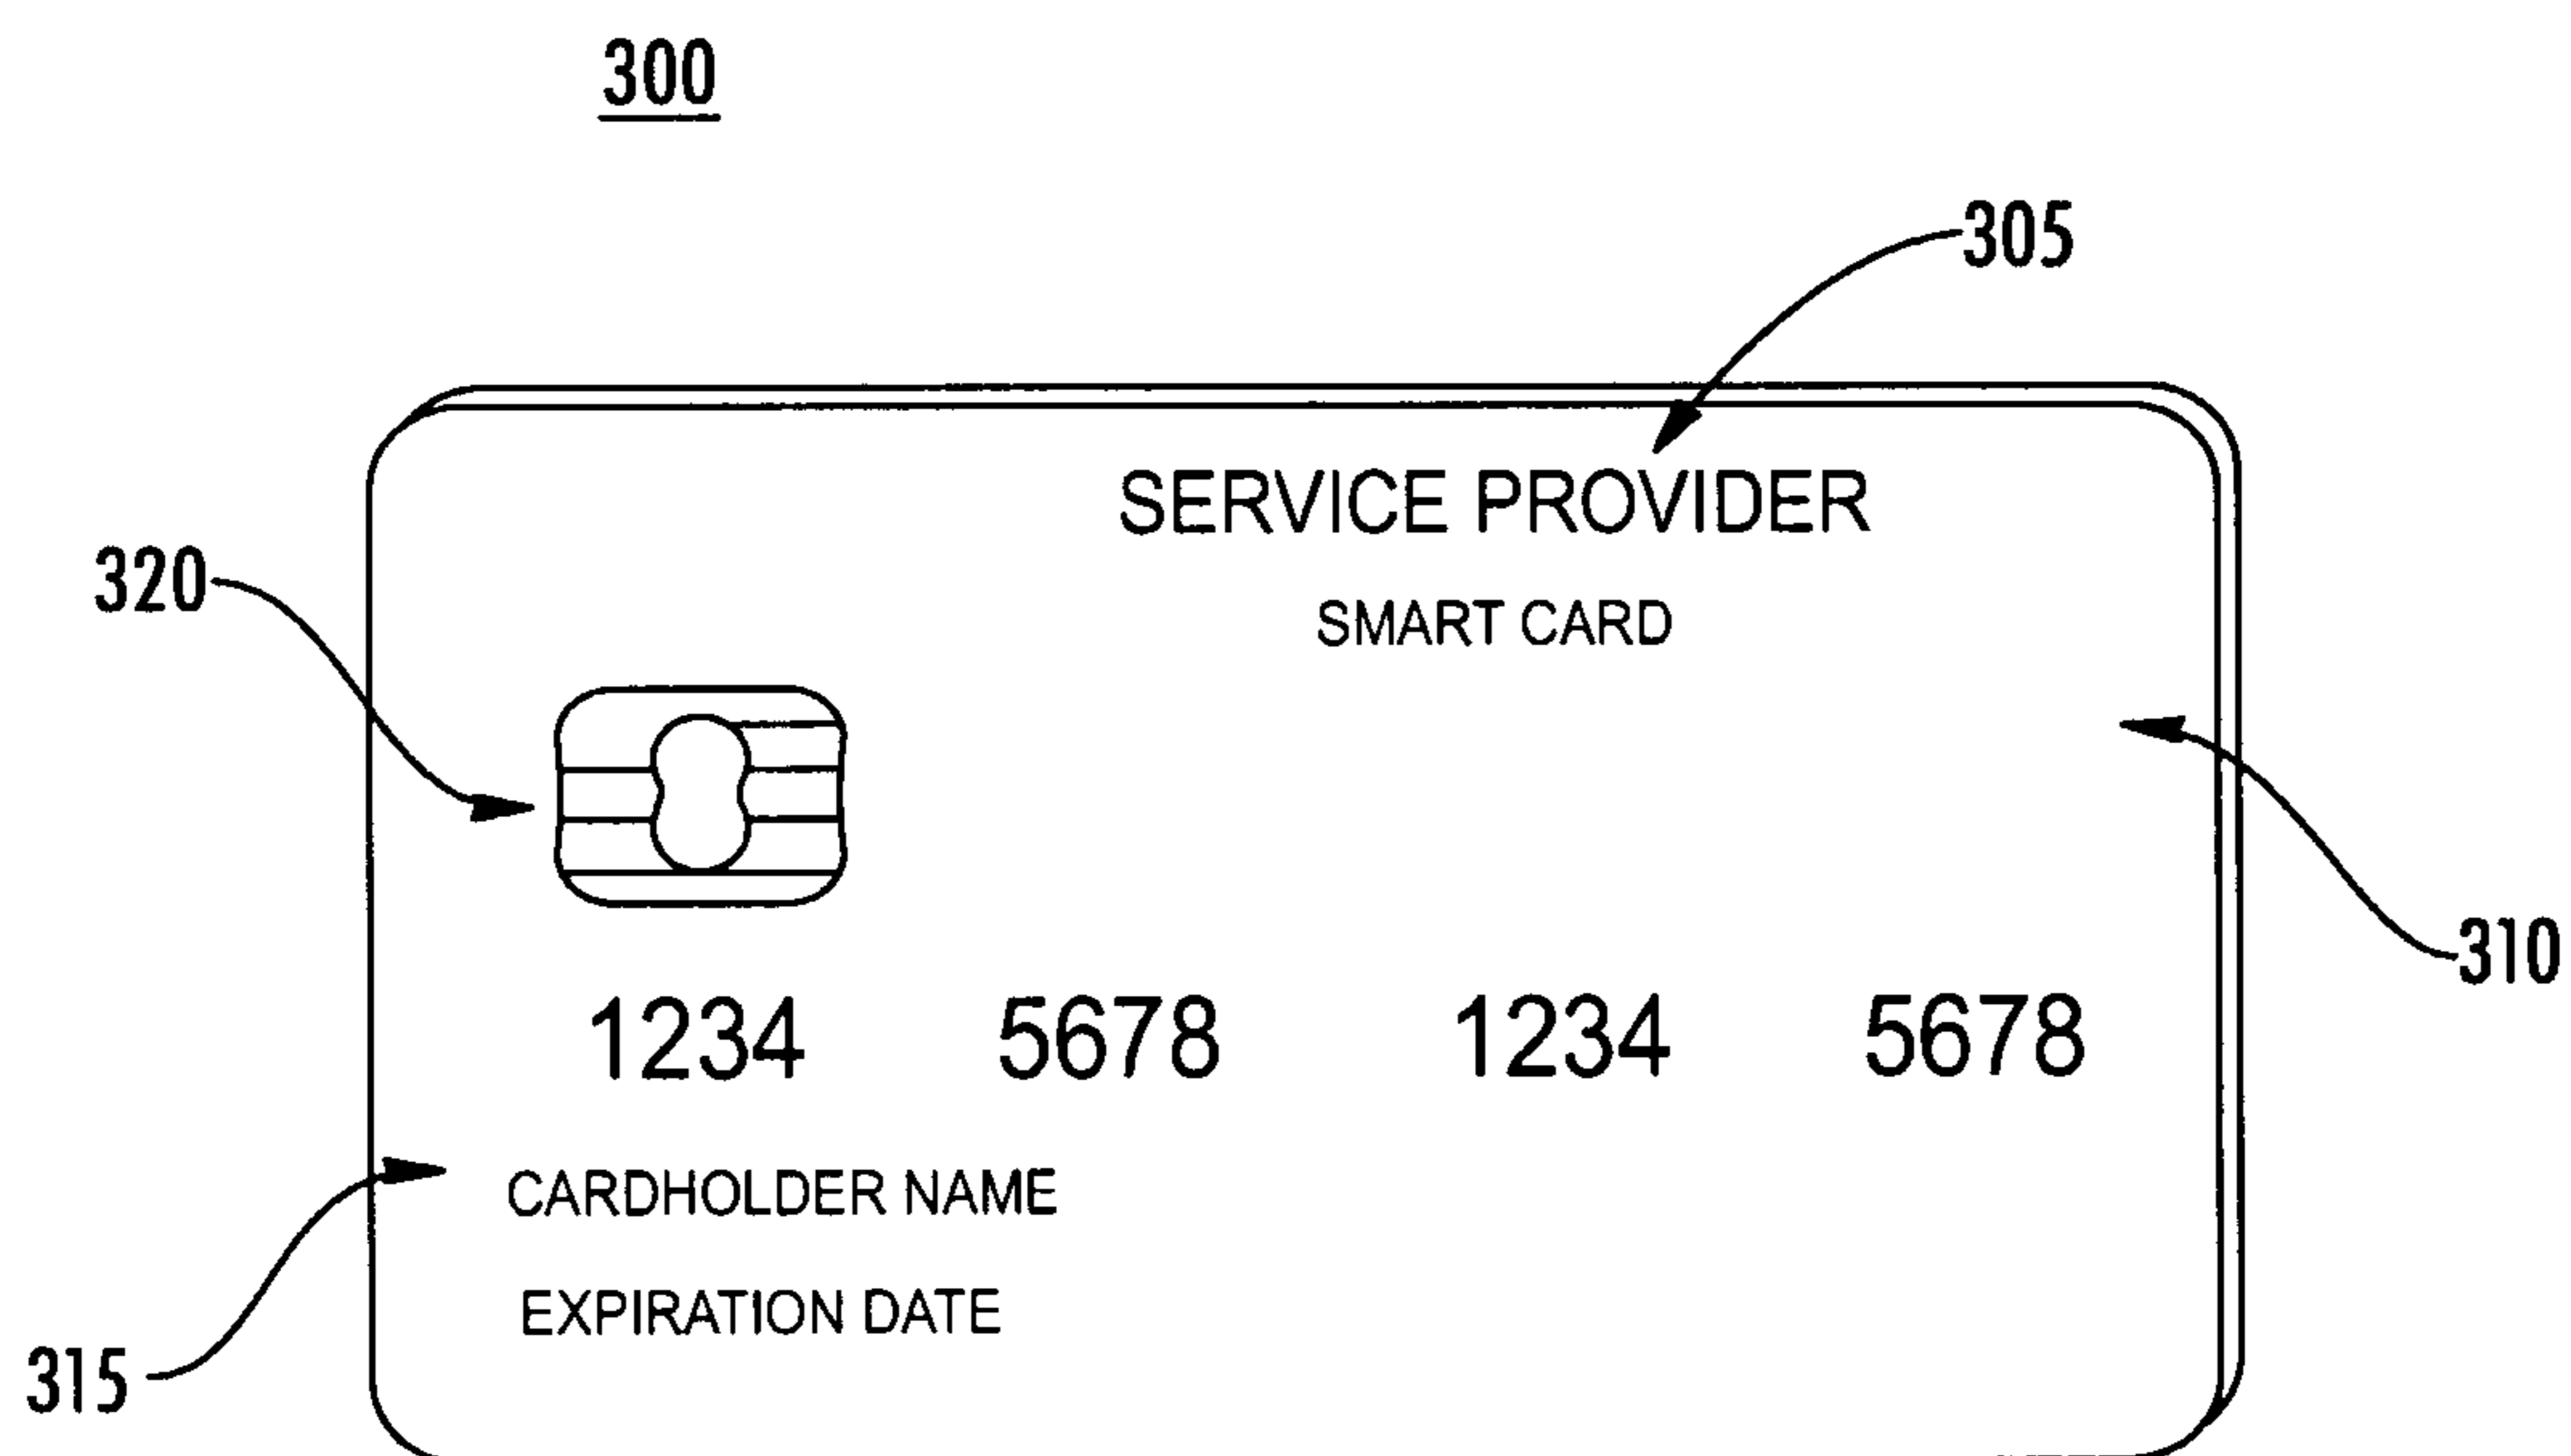 300
305
SERVICE PROVIDER
320
SMART CARD
310
1234 5678 1234 5678
CARDHOLDER NAME
EXPIRATION DATE
315